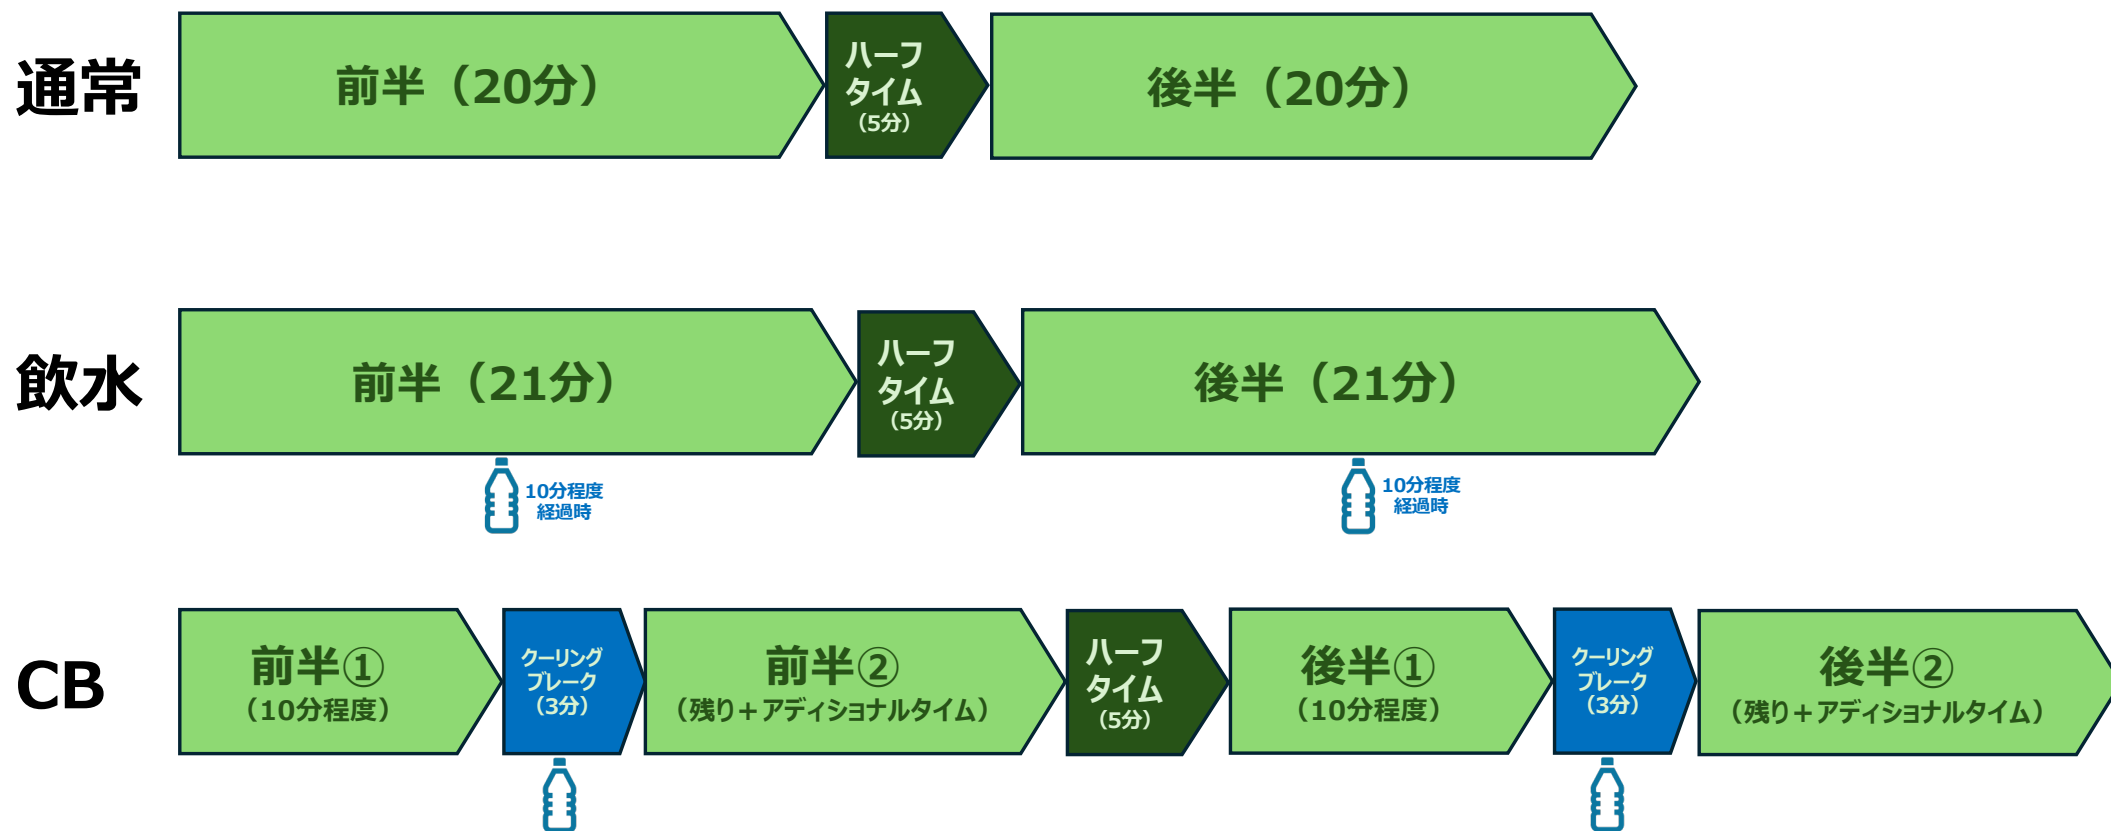 通常
前半（20分）
ハーフ
タイム
（5分）
後半（20分）
飲水
前半（21分）
ハーフ
タイム
（5分）
後半（21分）
10分程度
経過時
10分程度
経過時
CB
前半①
（10分程度）
クーリング
ブレーク
（3分）
前半②
（残り＋アディショナルタイム）
ハーフ
タイム
（5分）
後半①
（10分程度）
クーリング
ブレーク
（3分）
後半②
（残り＋アディショナルタイム）